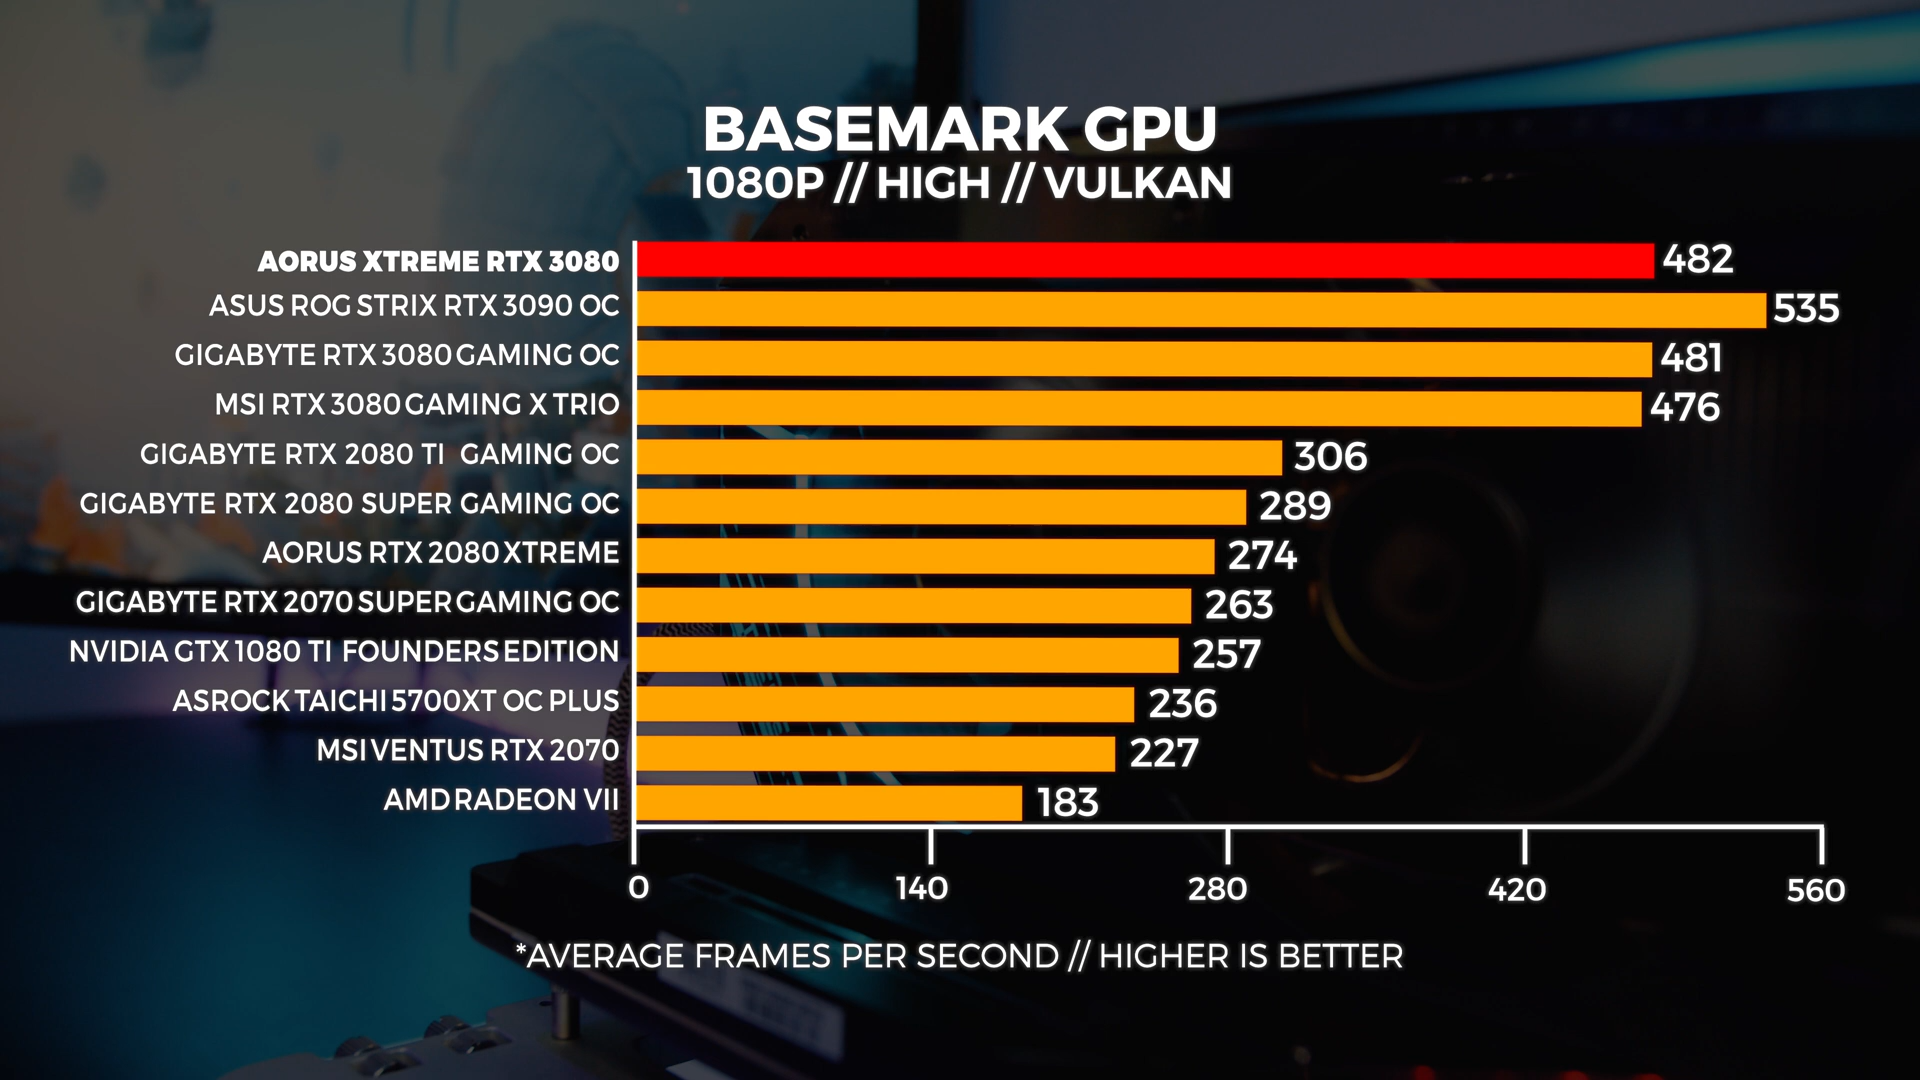 BASEMARK GPU
1080P // HIGH // VULKAN
AORUS XTREME RTX 3080 482
ASUS ROG STRIX RTX 3090 OC 535
GIGABYTE RTX 3080 GAMING OC 481
MSI RTX 3080 GAMING X TRIO 476
GIGABYTE RTX 2080 TI GAMING OC 306
GIGABYTE RTX 2080 SUPER GAMING OC 289
AORUS RTX 2080 XTREME 274
GIGABYTE RTX 2070 SUPER GAMING OC 263
NVIDIA GTX 1080 TI FOUNDERS EDITION 257
ASROCK TAICHI 5700XT OC PLUS 236
MSI VENTUS RTX 2070 227
AMD RADEON VII 183
0 140 280 420 560
*AVERAGE FRAMES PER SECOND // HIGHER IS BETTER